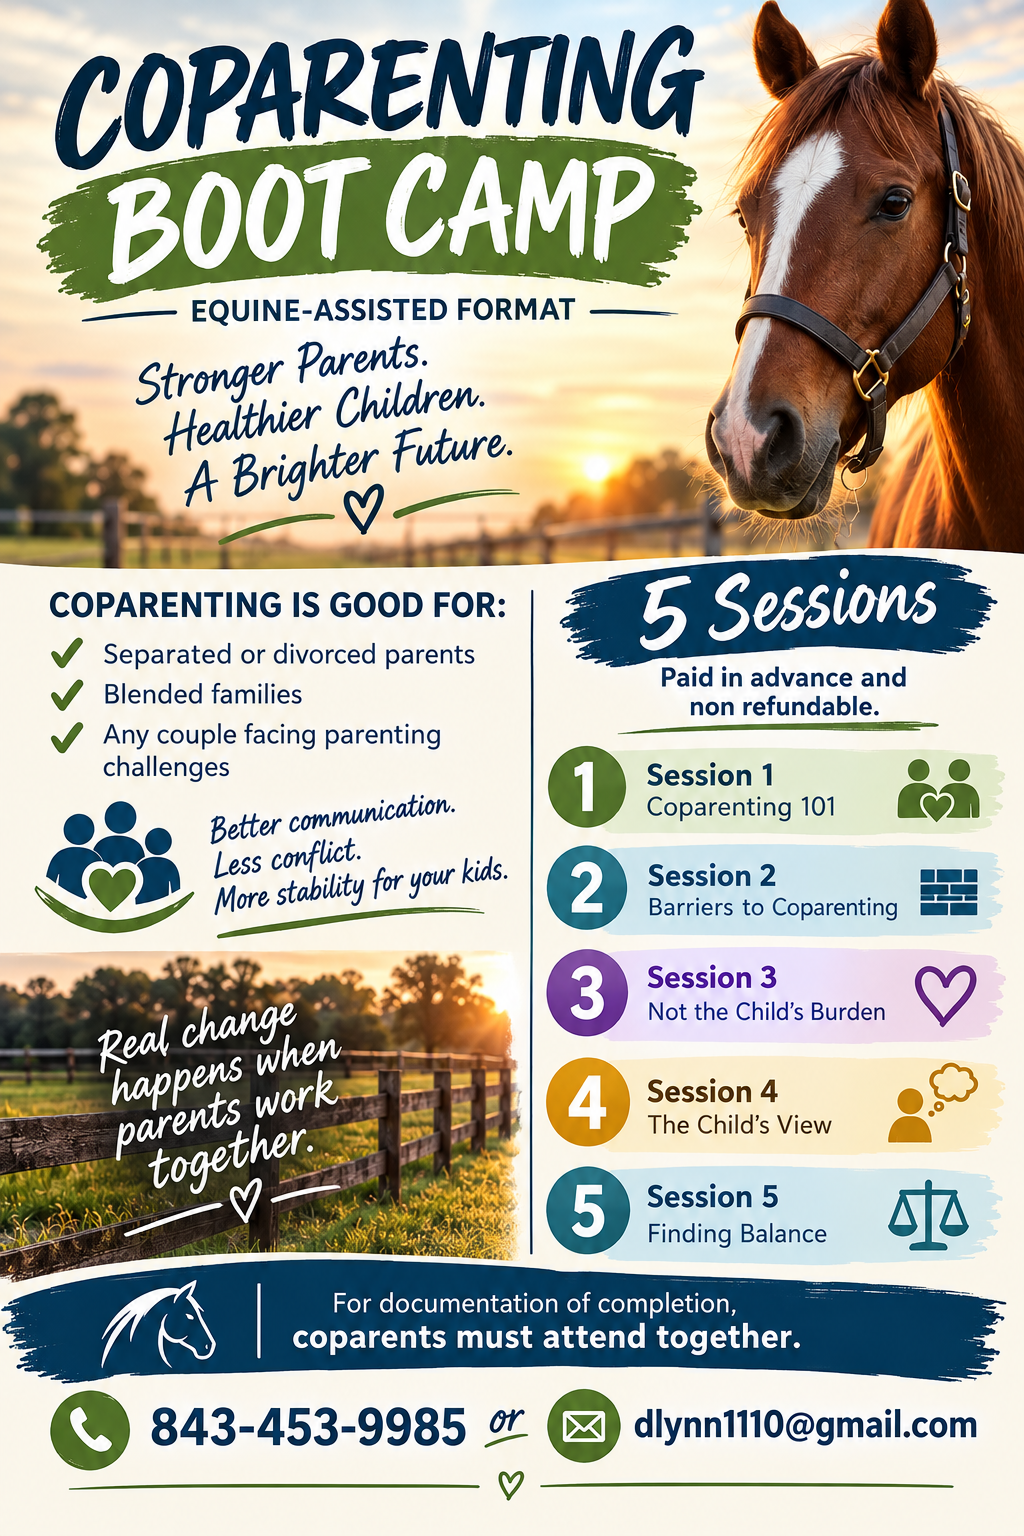 COPARENTING
BOOT CAMP
EQUINE-ASSISTED FORMAT
Stronger Parents.
Healthier Children.
A Brighter Future.
COPARENTING IS GOOD FOR:
Separated or divorced parents
Blended families
Any couple facing parenting
challenges
Better communication.
Less conflict.
More stability for your kids.
Real change
happens when
parents work
together.
5 Sessions
Paid in advance and
non refundable.
1
Session 1
Coparenting 101
2
Session 2
Barriers to Coparenting
3
Session 3
Not the Child's Burden
4
Session 4
The Child's View
5
Session 5
Finding Balance
For documentation of completion,
coparents must attend together.
843-453-9985 or dlynn1110@gmail.com